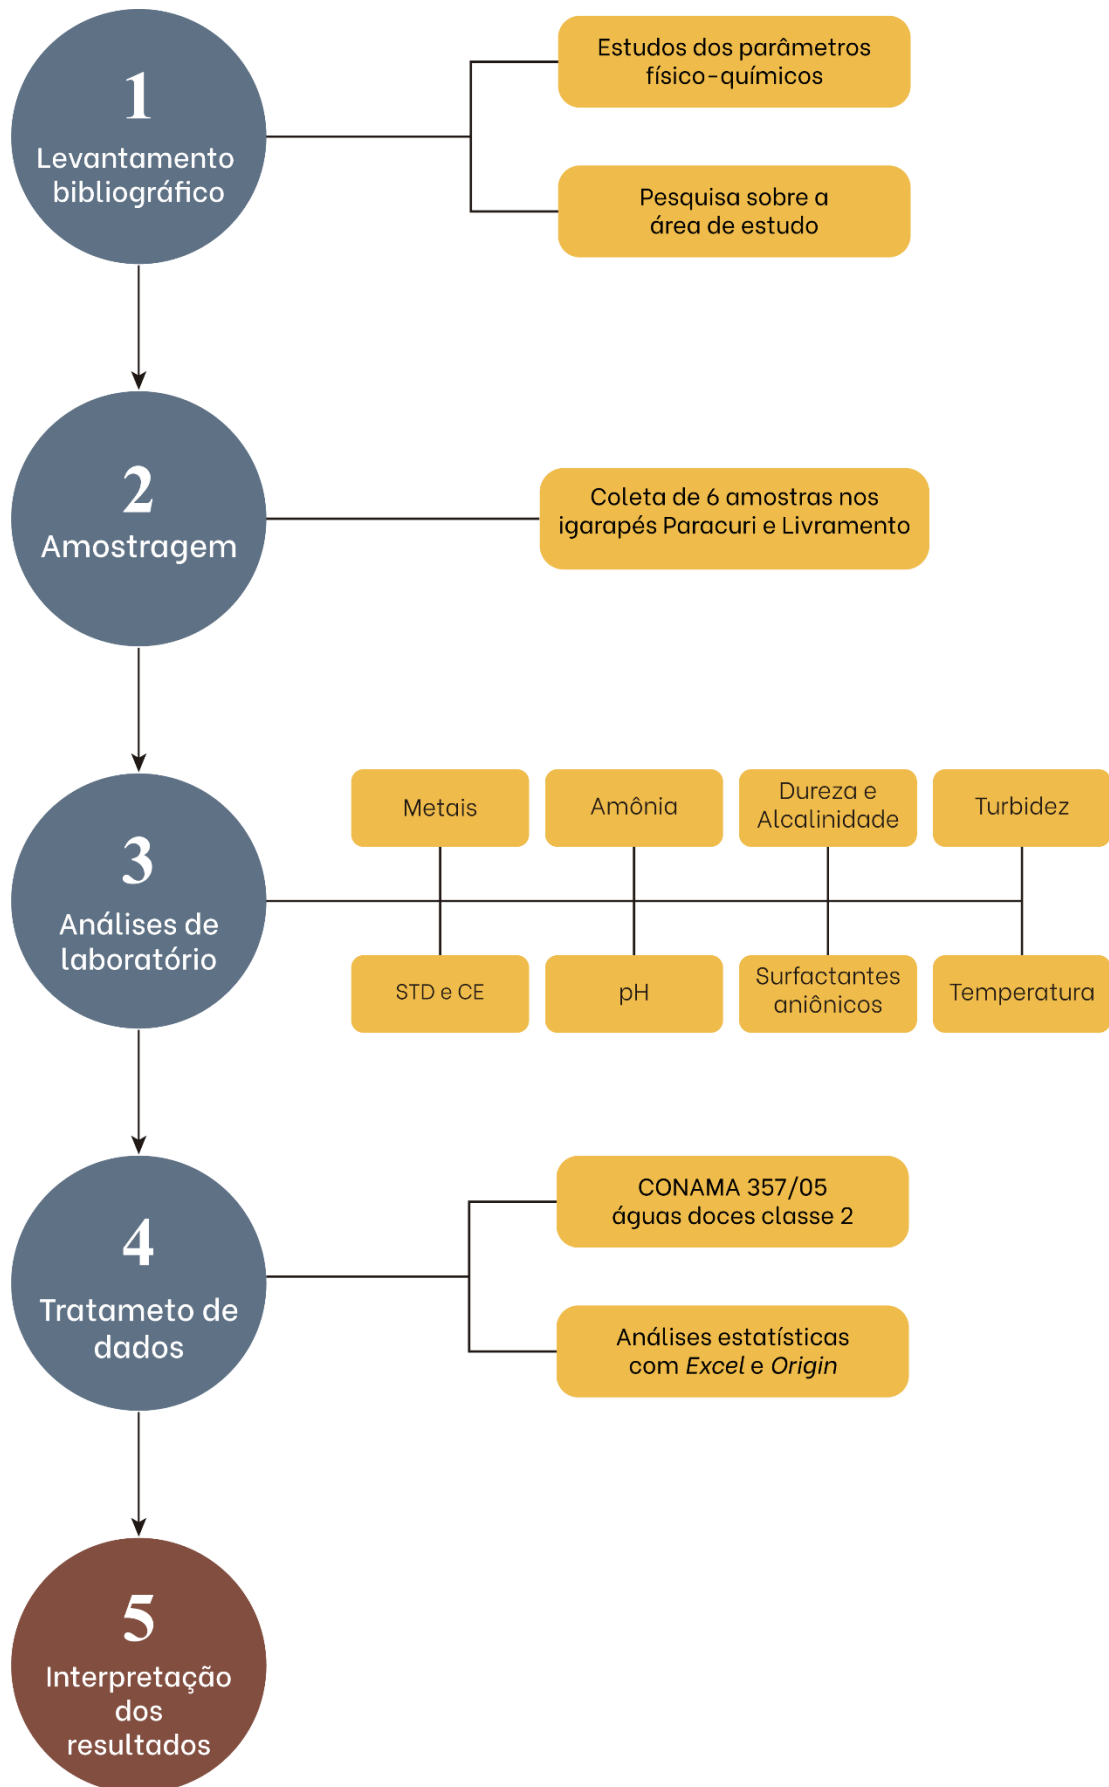 1
Levantamento
bibliográfico
Estudos dos parâmetros
físico-químicos
Pesquisa sobre a
área de estudo
2
Amostragem
Coleta de 6 amostras nos
igarapés Paracuri e Livramento
3
Análises de
laboratório
Metais
Amônia
Dureza e
Alcalinidade
Turbidez
STD e CE
pH
Surfactantes
aniônicos
Temperatura
4
Tratameto de
dados
CONAMA 357/05
águas doces classe 2
Análises estatísticas
com Excel e Origin
5
Interpretação
dos
resultados